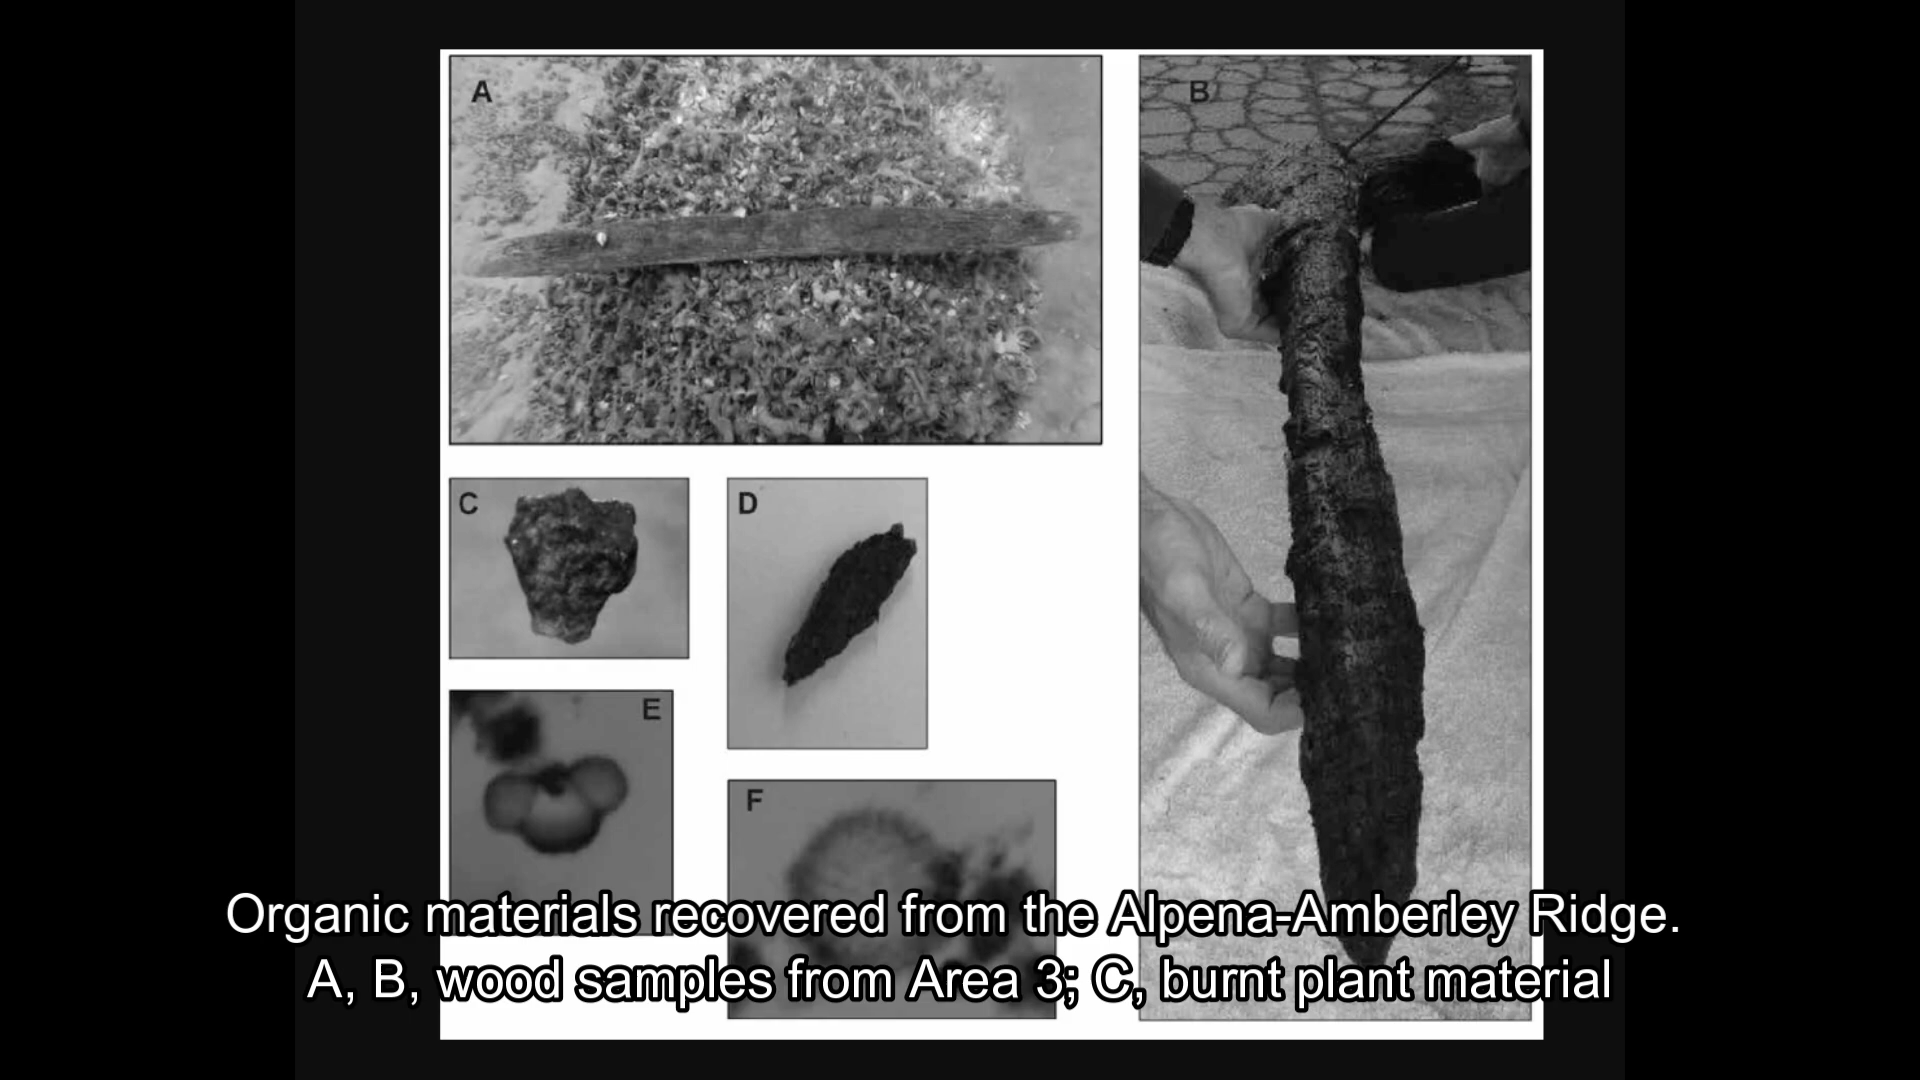 A
B
C
D
E
F
Organic materials recovered from the Alpena-Amberley Ridge.
A, B, wood samples from Area 3; C, burnt plant material